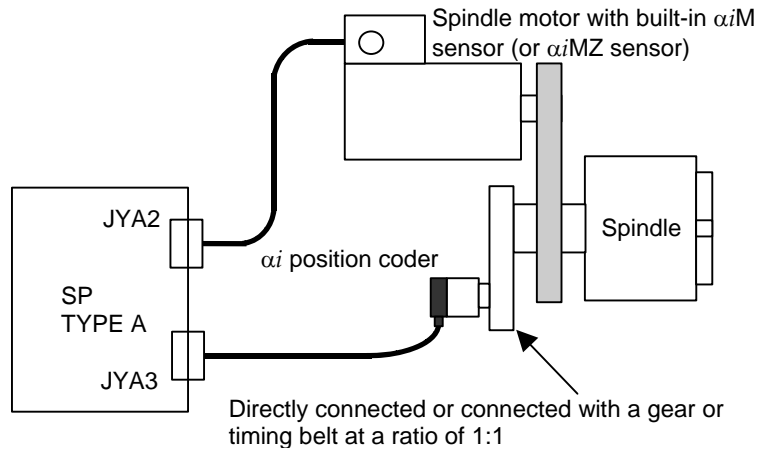 Spindle motor with built-in αiM
sensor (or αiMZ sensor)
JYA2
Spindle
αi position coder
SP
TYPE A
JYA3
Directly connected or connected with a gear or
timing belt at a ratio of 1:1